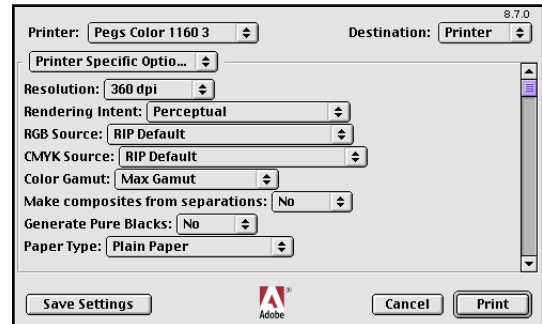 8.7.0
Printer: Pegs Color 1160 3 Destination: Printer
Printer Specific Optio...
Resolution: 360 dpi
Rendering Intent: Perceptual
RGB Source: RIP Default
CMYK Source: RIP Default
Color Gamut: Max Gamut
Make composites from separations: No
Generate Pure Blacks: No
Paper Type: Plain Paper
Save Settings Adobe® Cancel Print